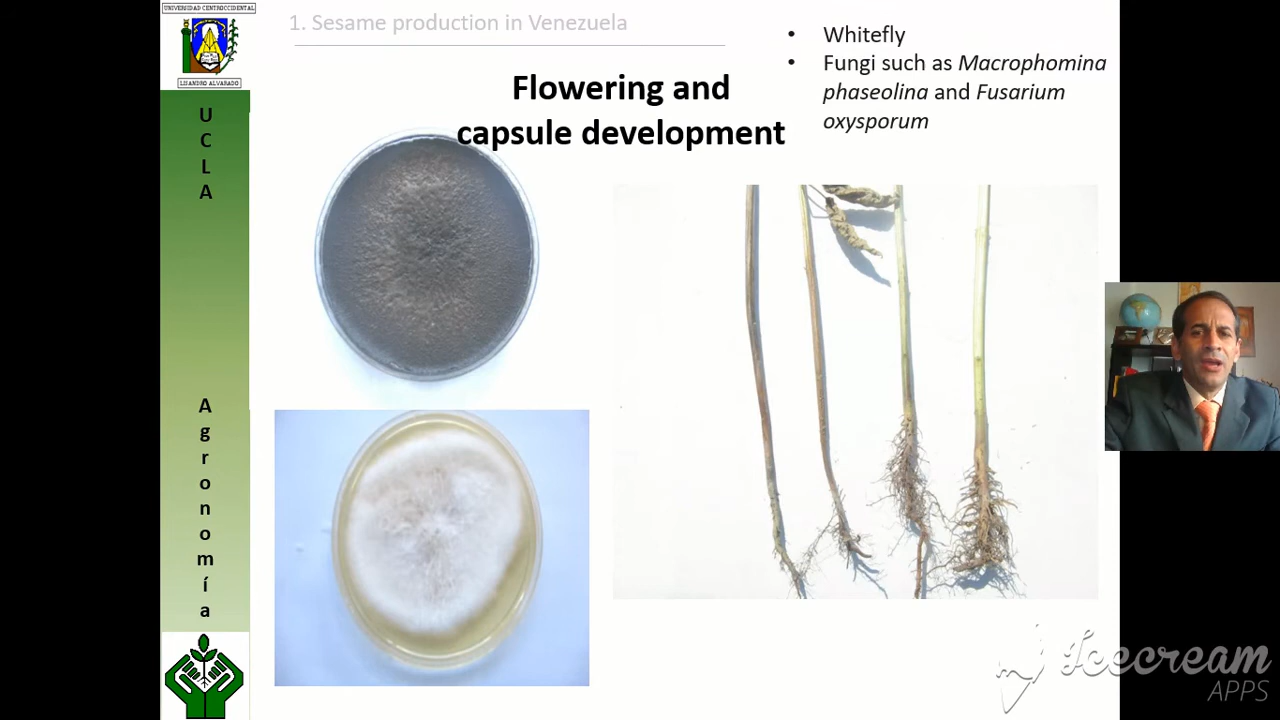 UNIVERSIDAD CENTROCCIDENTAL
LISANDRO ALVARADO
U
C
L
A
A
g
r
o
n
o
m
í
a
1. Sesame production in Venezuela
Flowering and
capsule development
• Whitefly
• Fungi such as Macrophomina
phaseolina and Fusarium
oxysporum
Icecream
APPS